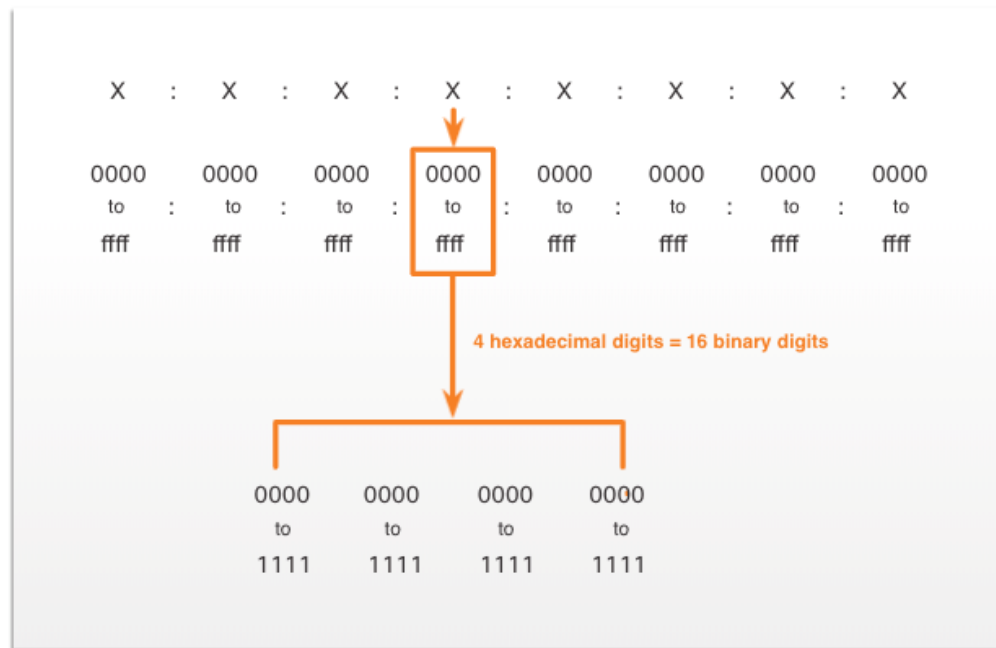 X : X : X : X : X : X : X : X
0000 0000 0000 0000 0000 0000 0000 0000
to : to : to : to : to : to : to : to
ffff ffff ffff ffff ffff ffff ffff ffff
4 hexadecimal digits = 16 binary digits
0000 0000 0000 0000
to to to to
1111 1111 1111 1111